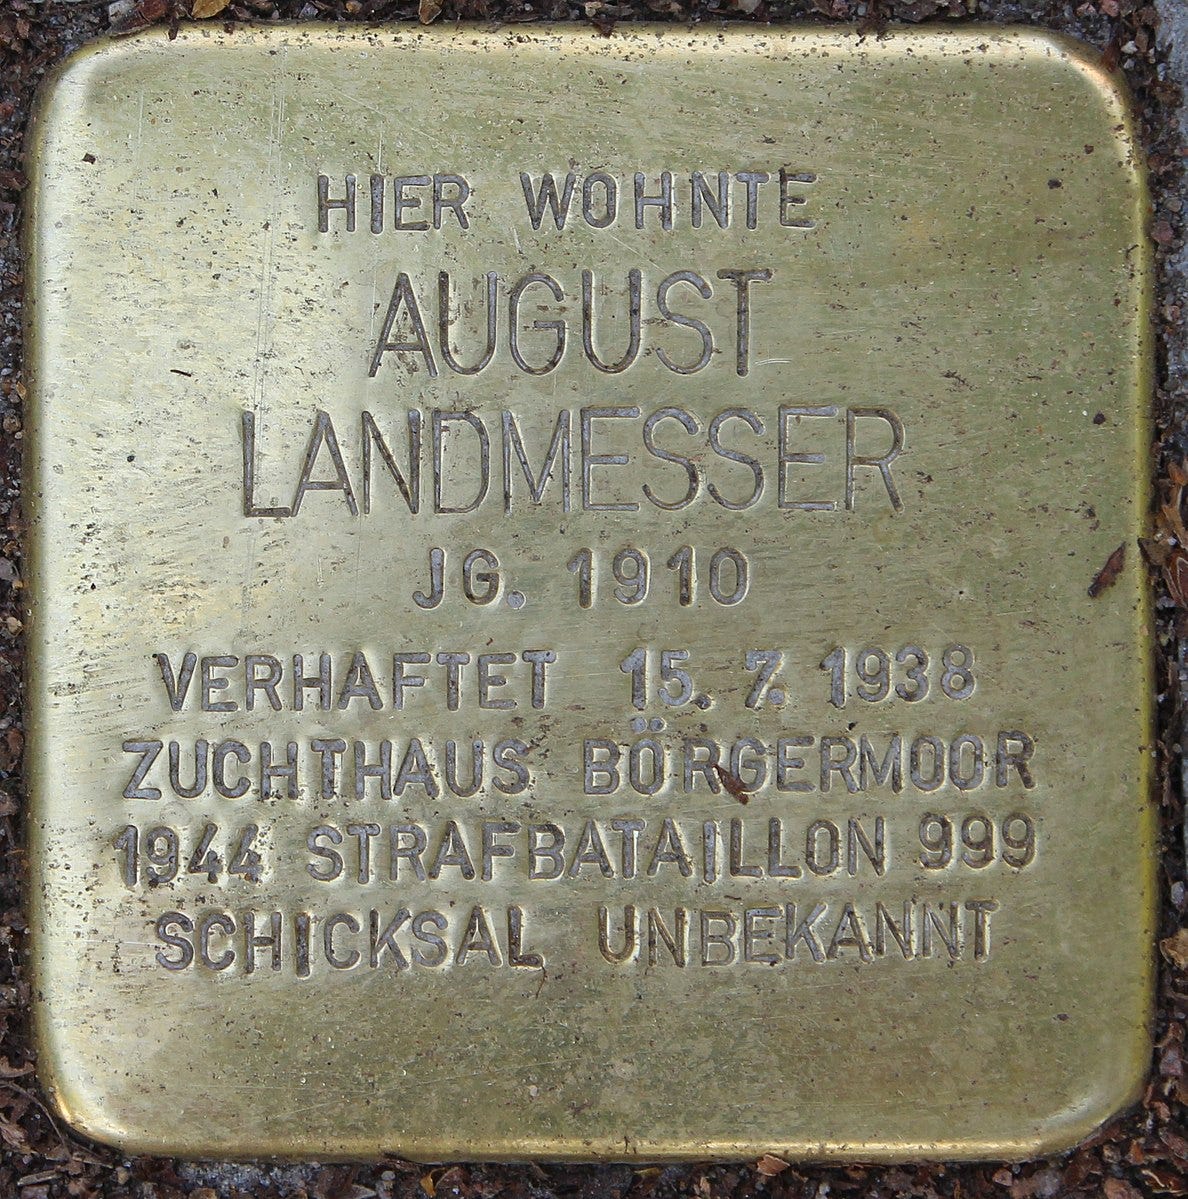 HIER WOHNTE
AUGUST
LANDMESSER
JG. 1910
VERHAFTET 15. 7. 1938
ZUCHTHAUS BÖRGERMOOR
1944 STRAFBATAILLON 999
SCHICKSAL UNBEKANNT